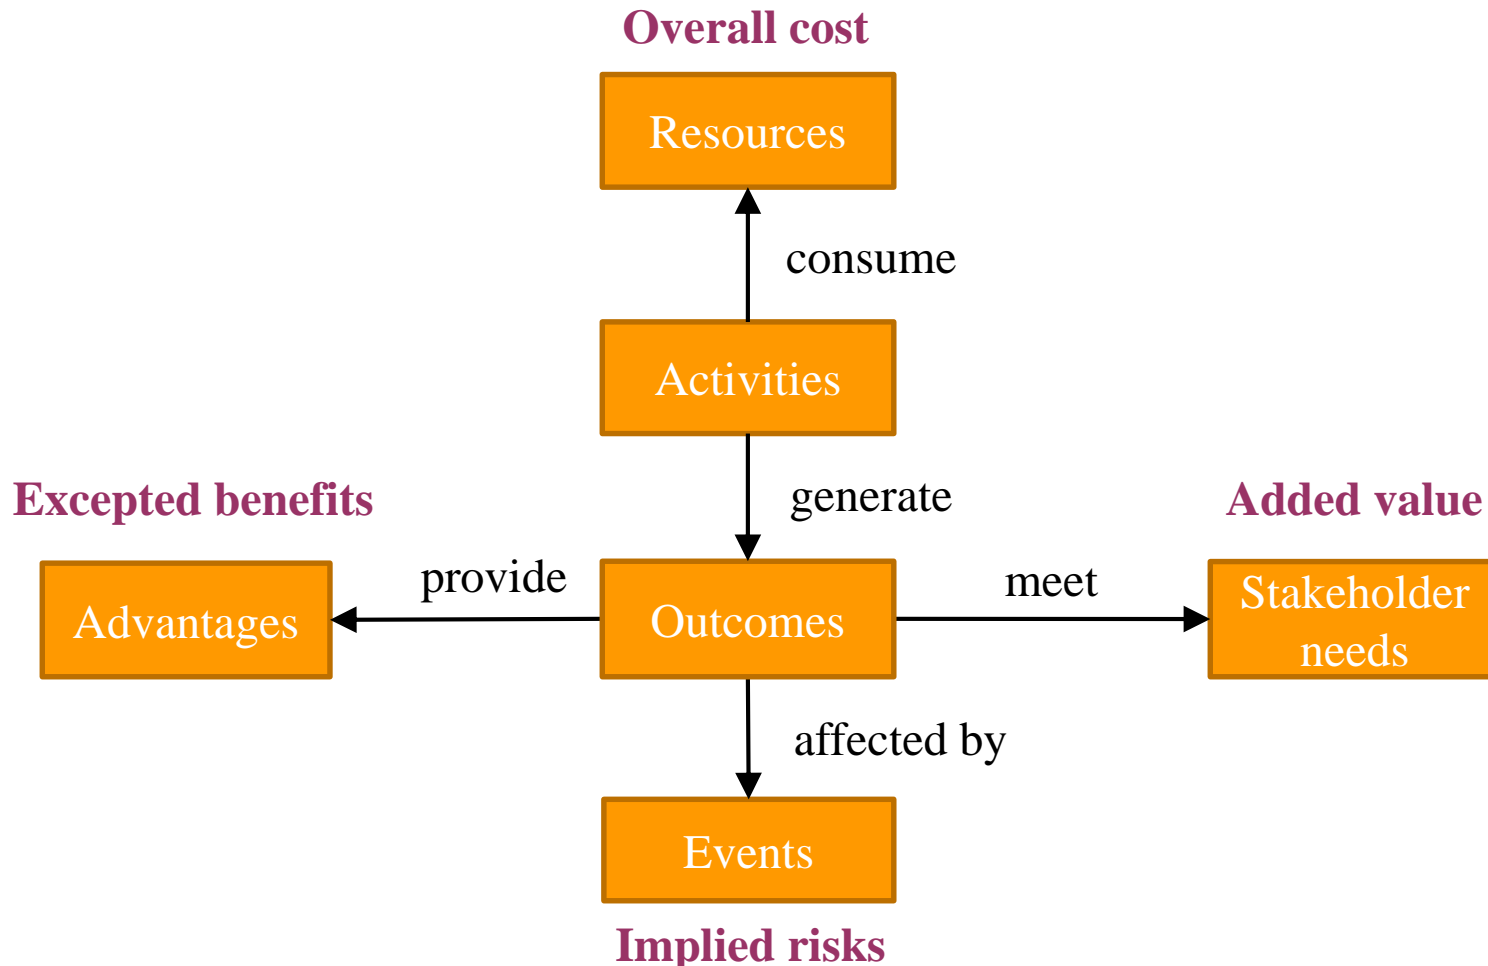 Overall cost
Resources
consume
Activities
generate
Excepted benefits
Added value
provide
meet
Advantages
Outcomes
Stakeholder
needs
affected by
Events
Implied risks